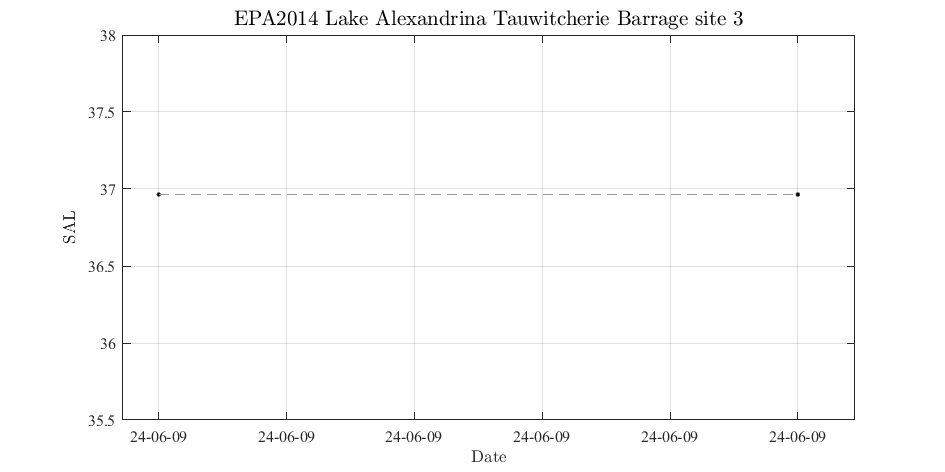 EPA2014 Lake Alexandrina Tauwitcherie Barrage site 3
38
37.5
37
36.5
36
35.5
SAL
24-06-09 24-06-09 24-06-09 24-06-09 24-06-09 24-06-09
Date